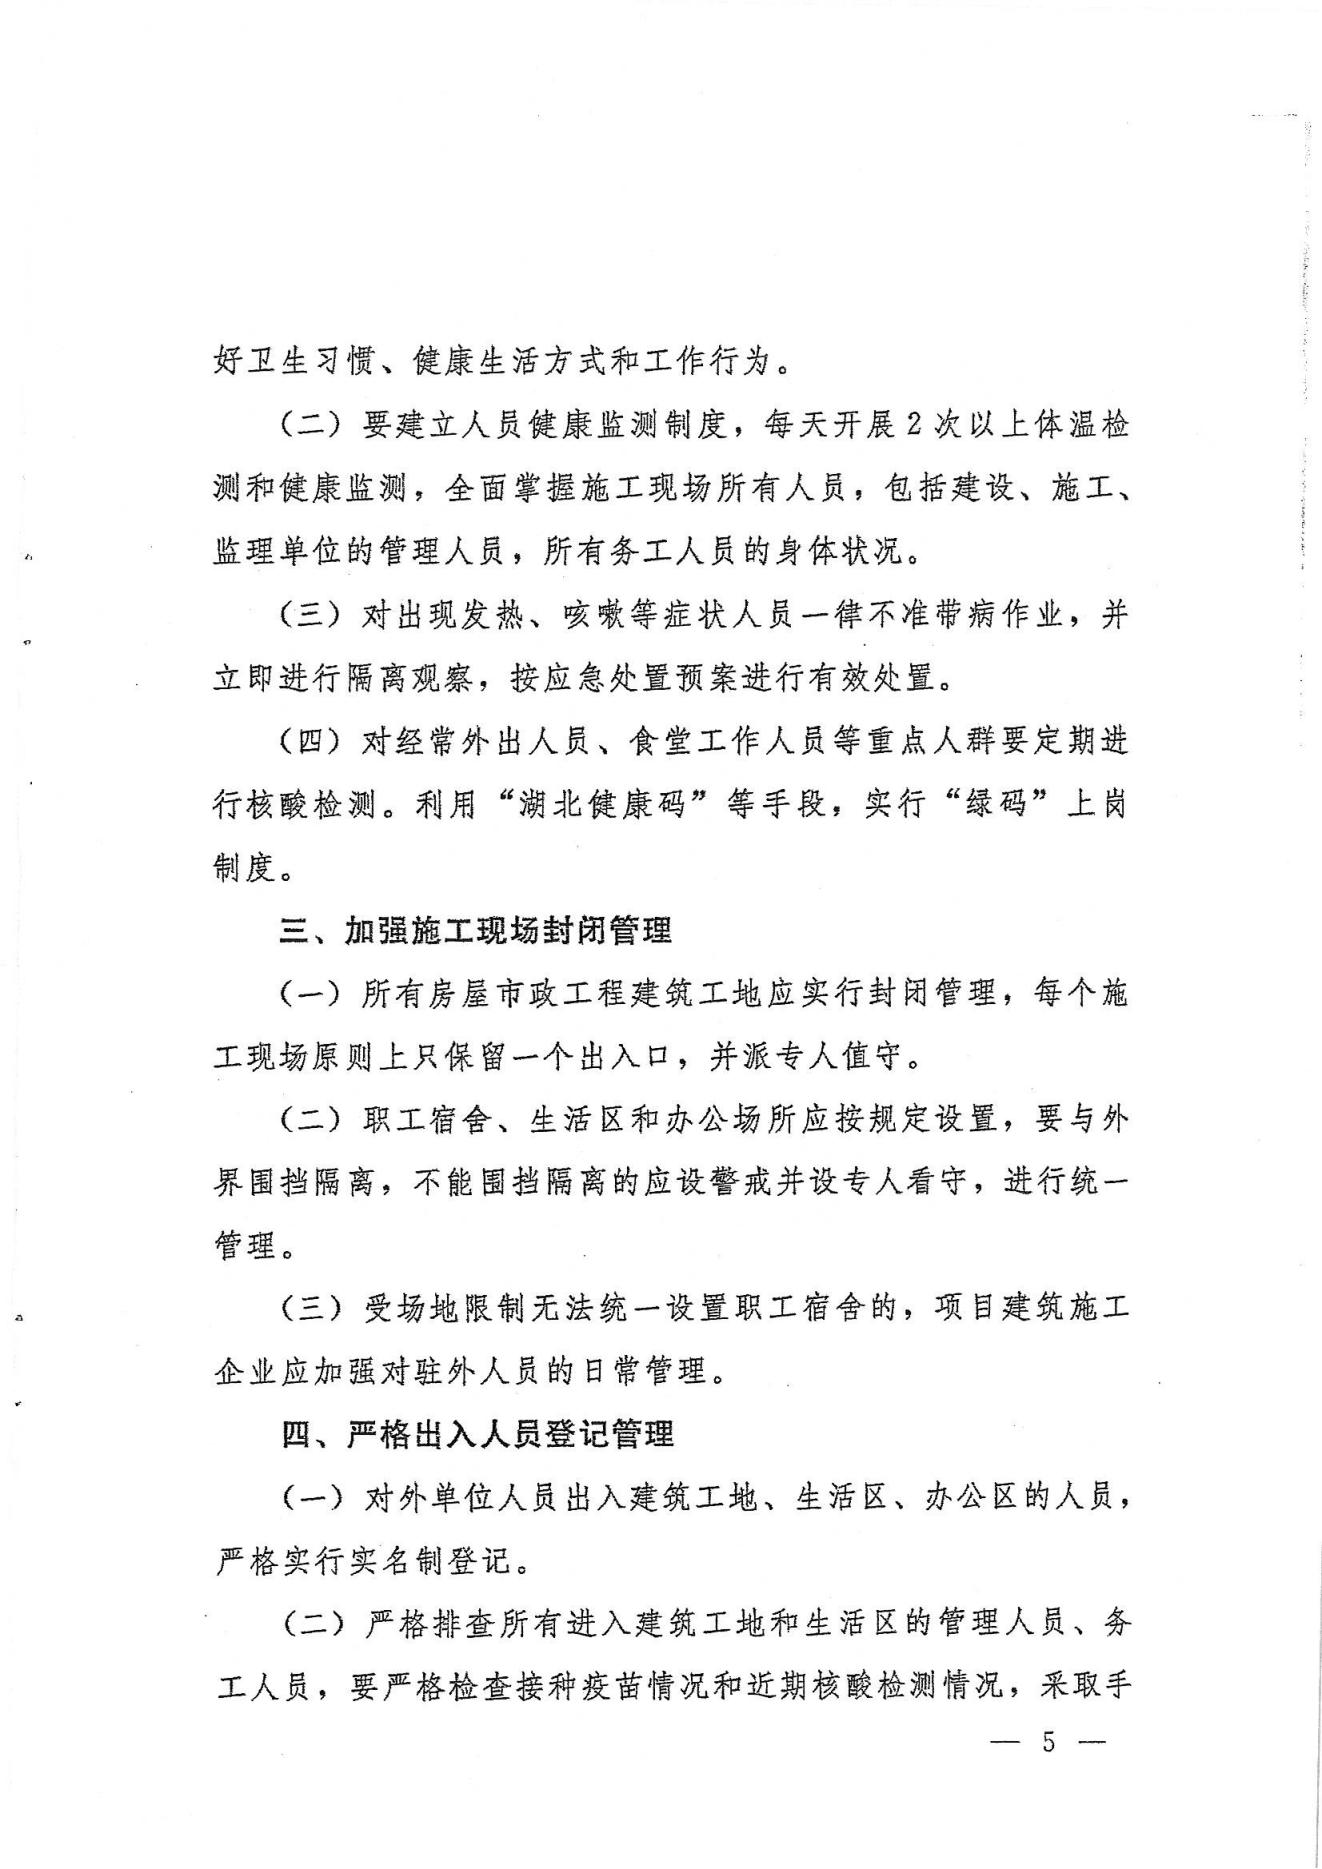 好卫生习惯、健康生活方式和工作行为。
（二）要建立人员健康监测制度，每天开展 2 次以上体温检
测和健康监测，全面掌握施工现场所有人员，包括建设、施工、
监理单位的管理人员，所有务工人员的身体状况。
（三）对出现发热、咳嗽等症状人员一律不准带病作业，并
立即进行隔离观察，按应急处置预案进行有效处置。
（四）对经常外出人员、食堂工作人员等重点人群要定期进
行核酸检测。利用“湖北健康码”等手段，实行“绿码”上岗
制度。
三、加强施工现场封闭管理
（一）所有房屋市政工程建筑工地应实行封闭管理，每个施
工现场原则上只保留一个出入口，并派专人值守。
（二）职工宿舍、生活区和办公场所应按规定设置，要与外
界围挡隔离，不能围挡隔离的应设警戒并设专人看守，进行统一
管理。
（三）受场地限制无法统一设置职工宿舍的，项目建筑施工
企业应加强对驻外人员的日常管理。
四、严格出入人员登记管理
（一）对外单位人员出入建筑工地、生活区、办公区的人员，
严格实行实名制登记。
（二）严格排查所有进入建筑工地和生活区的管理人员、务
工人员，要严格检查接种疫苗情况和近期核酸检测情况，采取手
— 5 —